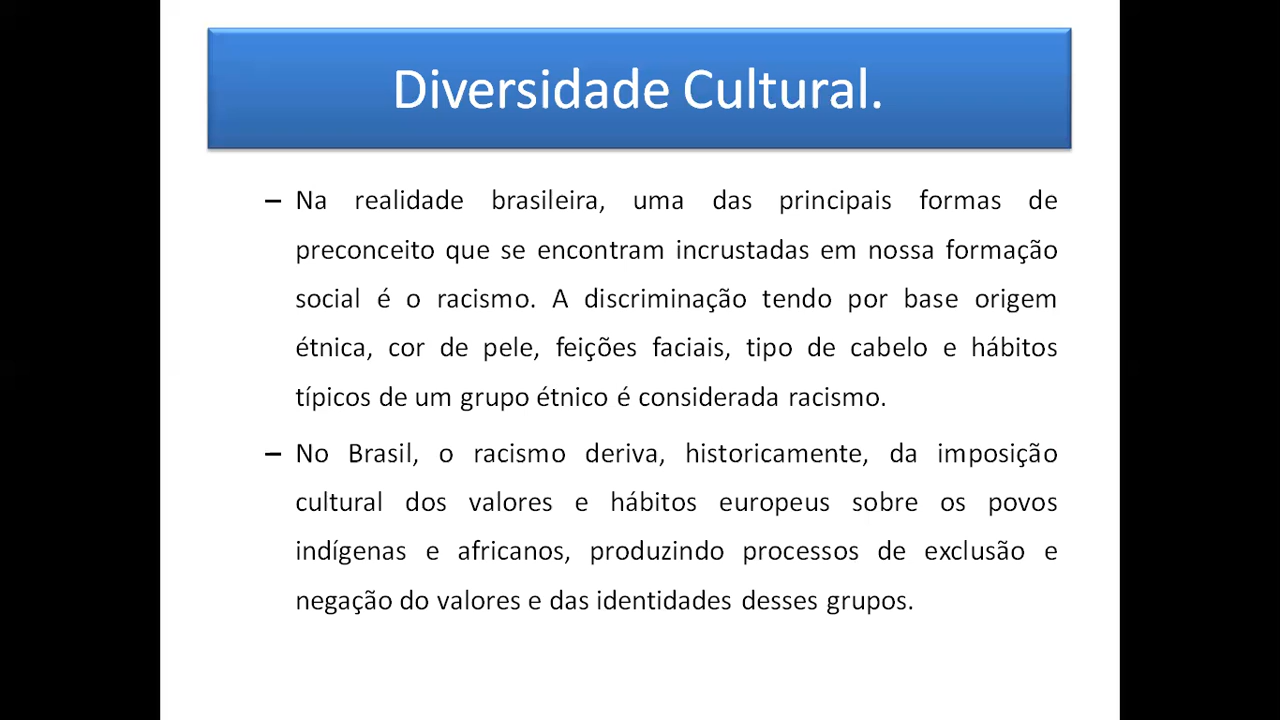 Diversidade Cultural.
– Na realidade brasileira, uma das principais formas de
preconceito que se encontram incrustadas em nossa formação
social é o racismo. A discriminação tendo por base origem
étnica, cor de pele, feições faciais, tipo de cabelo e hábitos
típicos de um grupo étnico é considerada racismo.
– No Brasil, o racismo deriva, historicamente, da imposição
cultural dos valores e hábitos europeus sobre os povos
indígenas e africanos, produzindo processos de exclusão e
negação do valores e das identidades desses grupos.